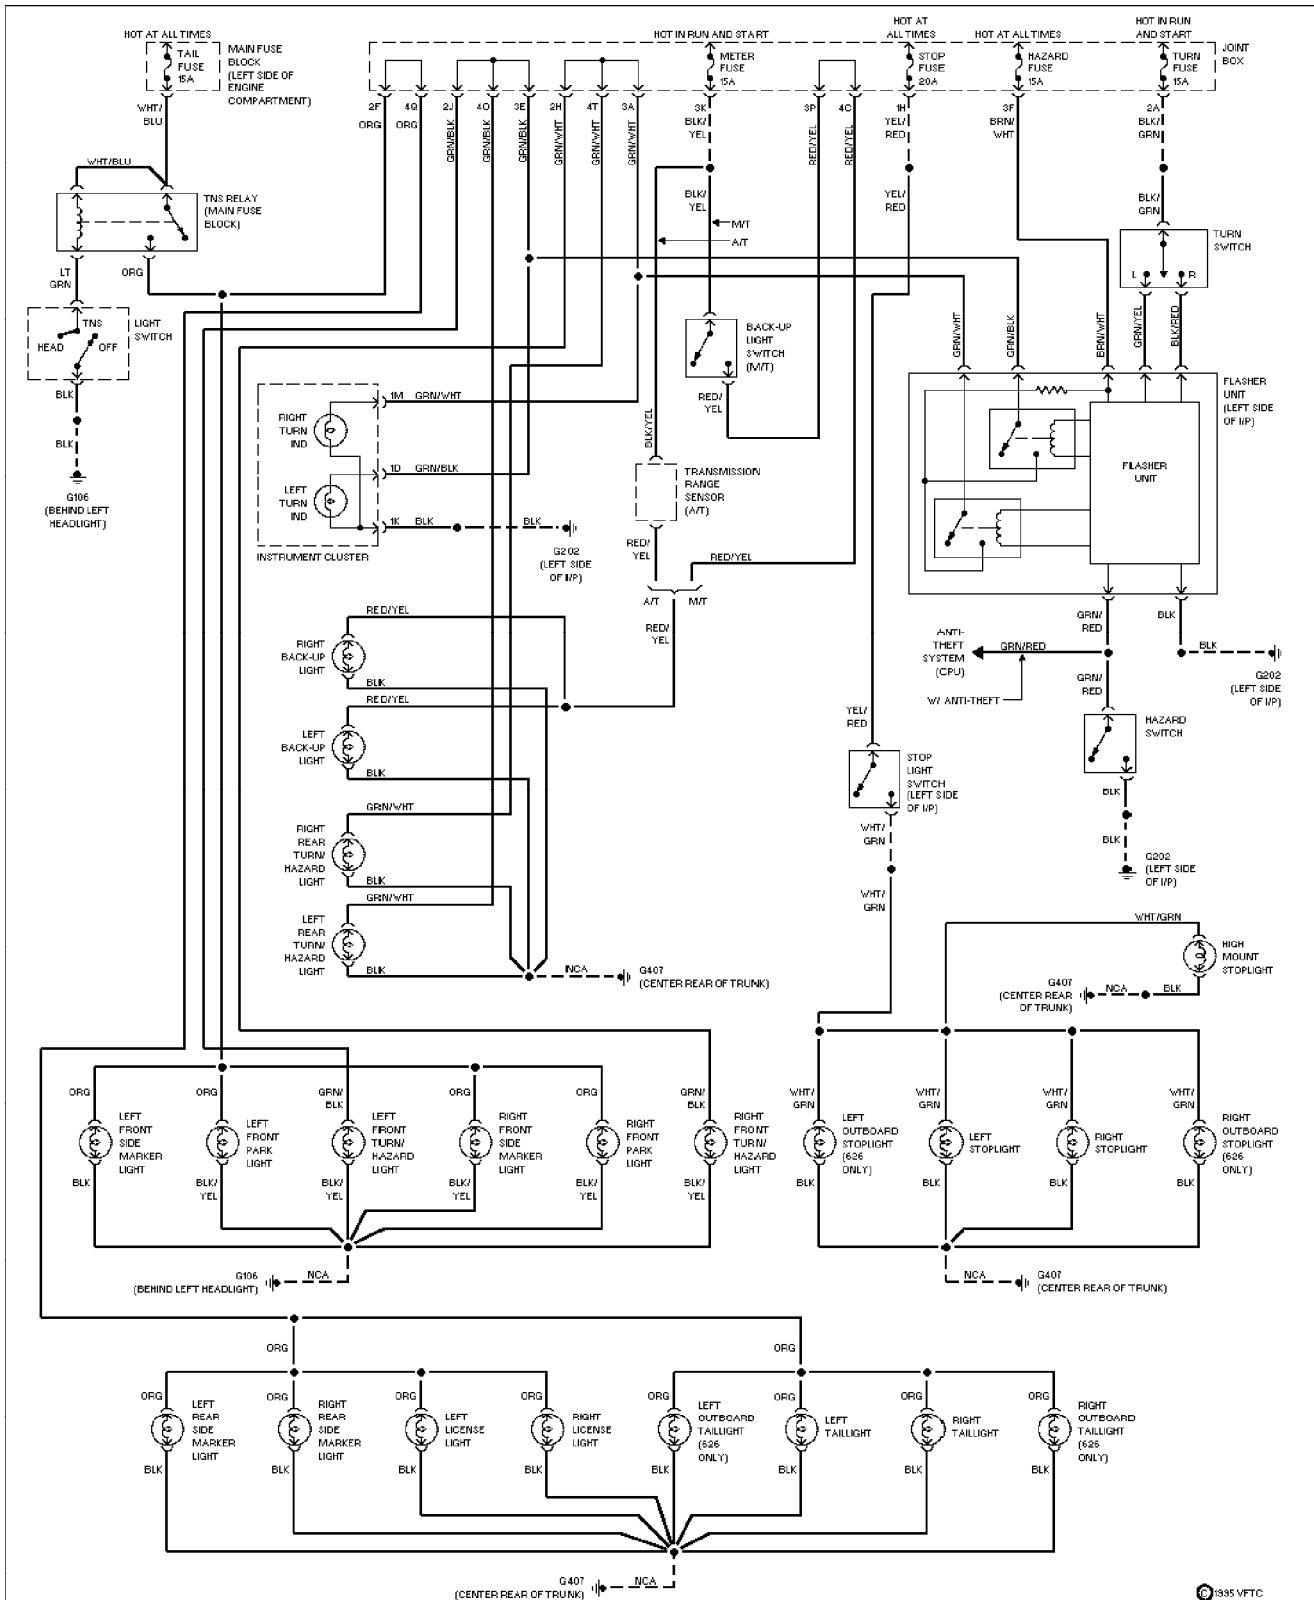 HOT AT ALL TIMES
TAIL
FUSE
15A
MAIN FUSE
BLOCK
(LEFT SIDE OF
ENGINE
COMPARTMENT)
HOT IN RUN AND START
METER
FUSE
15A
HOT AT
ALL TIMES
STOP
FUSE
20A
HOT AT ALL TIMES
HAZARD
FUSE
15A
HOT IN RUN
AND START
TURN
FUSE
15A
JOINT
BOX
WHT/
BLU
2F
ORG
4Q
ORG
2J
GRN/BLK
4O
GRN/BLK
3E
GRN/BLK
2H
GRN/WHT
4T
GRN/WHT
3A
GRN/WHT
3K
BLK/
YEL
3P
RED/YEL
4C
RED/YEL
1H
YEL/
RED
3F
BRN/
WHT
2A
BLK/
GRN
WHT/BLU
TNS RELAY
(MAIN FUSE
BLOCK)
BLK/
YEL
M/T
A/T
YEL/
RED
BLK/
GRN
TURN
SWITCH
L
R
LT
GRN
ORG
TNS
HEAD
OFF
LIGHT
SWITCH
BLK
BLK
G106
(BEHIND LEFT
HEADLIGHT)
BACK-UP
LIGHT
SWITCH
(M/T)
RED/
YEL
GRN/WHT
GRN/BLK
BRN/WHT
GRN/YEL
BLK/RED
FLASHER
UNIT
(LEFT SIDE
OF I/P)
FLASHER
UNIT
RIGHT
TURN
IND
1M GRN/WHT
1D GRN/BLK
LEFT
TURN
IND
1K BLK
BLK
G202
(LEFT SIDE
OF I/P)
INSTRUMENT CLUSTER
BLK/YEL
TRANSMISSION
RANGE
SENSOR
(A/T)
RED/
YEL
RED/YEL
A/T
M/T
RED/
YEL
GRN/
RED
BLK
ANTI-
THEFT
SYSTEM
(CPU)
GRN/RED
W/ ANTI-THEFT
BLK
G202
(LEFT SIDE
OF I/P)
GRN/
RED
HAZARD
SWITCH
BLK
BLK
G202
(LEFT SIDE
OF I/P)
RED/YEL
RIGHT
BACK-UP
LIGHT
BLK
RED/YEL
LEFT
BACK-UP
LIGHT
BLK
GRN/WHT
RIGHT
REAR
TURN/
HAZARD
LIGHT
BLK
GRN/WHT
LEFT
REAR
TURN/
HAZARD
LIGHT
BLK
NCA
G407
(CENTER REAR OF TRUNK)
YEL/
RED
STOP
LIGHT
SWITCH
(LEFT SIDE
OF I/P)
WHT/
GRN
WHT/
GRN
WHT/GRN
HIGH
MOUNT
STOPLIGHT
G407
(CENTER REAR
OF TRUNK)
NCA
BLK
ORG
LEFT
FRONT
SIDE
MARKER
LIGHT
BLK
ORG
LEFT
FRONT
PARK
LIGHT
BLK/
YEL
GRN/
BLK
LEFT
FRONT
TURN/
HAZARD
LIGHT
BLK/
YEL
ORG
RIGHT
FRONT
SIDE
MARKER
LIGHT
BLK/
YEL
ORG
RIGHT
FRONT
PARK
LIGHT
BLK/
YEL
GRN/
BLK
RIGHT
FRONT
TURN/
HAZARD
LIGHT
BLK/
YEL
WHT/
GRN
LEFT
OUTBOARD
STOPLIGHT
(626
ONLY)
BLK
WHT/
GRN
LEFT
STOPLIGHT
BLK
WHT/
GRN
RIGHT
STOPLIGHT
BLK
WHT/
GRN
RIGHT
OUTBOARD
STOPLIGHT
(626
ONLY)
BLK
G106
(BEHIND LEFT HEADLIGHT)
NCA
NCA
G407
(CENTER REAR OF TRUNK)
ORG
ORG
ORG
LEFT
REAR
SIDE
MARKER
LIGHT
BLK
ORG
RIGHT
REAR
SIDE
MARKER
LIGHT
BLK
ORG
LEFT
LICENSE
LIGHT
BLK
ORG
RIGHT
LICENSE
LIGHT
BLK
ORG
LEFT
OUTBOARD
TAILLIGHT
(626
ONLY)
BLK
ORG
LEFT
TAILLIGHT
BLK
ORG
RIGHT
TAILLIGHT
BLK
ORG
RIGHT
OUTBOARD
TAILLIGHT
(626
ONLY)
BLK
G407
(CENTER REAR OF TRUNK)
NCA
© 1995 VFTC